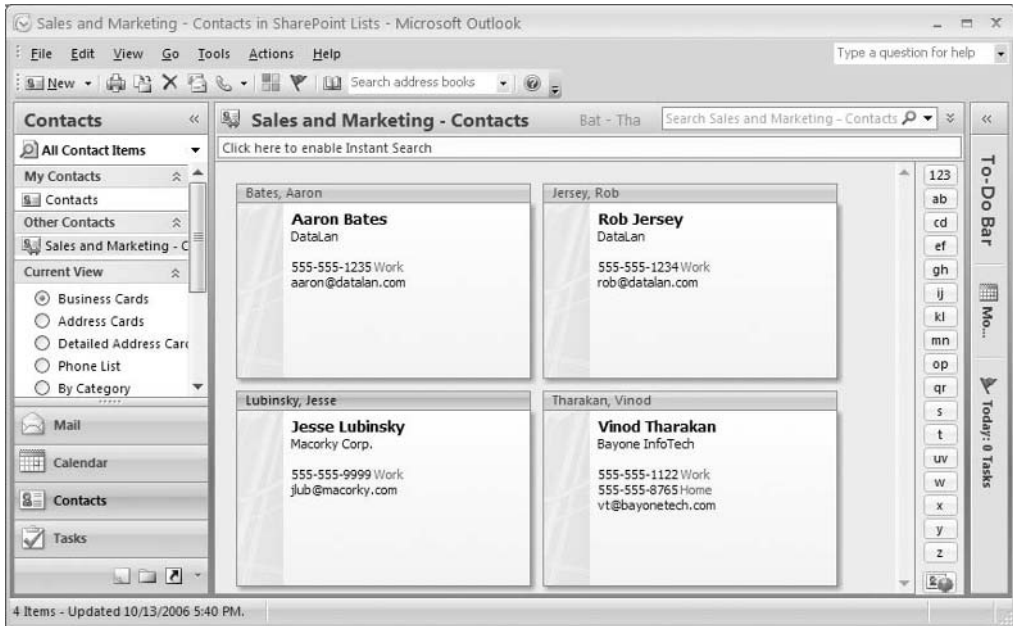 Sales and Marketing - Contacts in SharePoint Lists - Microsoft Outlook
File Edit View Go Tools Actions Help
Type a question for help
New
Search address books
Contacts
All Contact Items
My Contacts
Contacts
Other Contacts
Sales and Marketing - C
Current View
Business Cards
Address Cards
Detailed Address Car
Phone List
By Category
Mail
Calendar
Contacts
Tasks
Sales and Marketing - Contacts
Bat - Tha
Search Sales and Marketing - Contacts
Click here to enable Instant Search
Bates, Aaron
Aaron Bates
DataLan
555-555-1235 Work
aaron@datalan.com
Jersey, Rob
Rob Jersey
DataLan
555-555-1234 Work
rob@datalan.com
Lubinsky, Jesse
Jesse Lubinsky
Macorky Corp.
555-555-9999 Work
jlub@macorky.com
Tharakan, Vinod
Vinod Tharakan
Bayone InfoTech
555-555-1122 Work
555-555-8765 Home
vt@bayonetech.com
123
ab
cd
ef
gh
ij
kl
mn
op
qr
s
t
uv
w
x
y
z
To-Do Bar
Mo...
Today: 0 Tasks
4 Items - Updated 10/13/2006 5:40 PM.